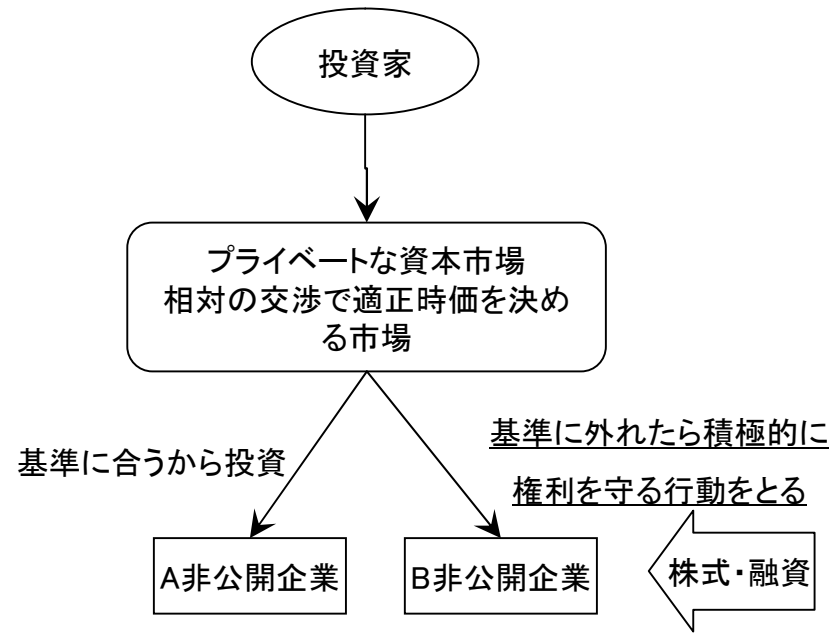 投資家
プライベートな資本市場
相対の交渉で適正時価を決め
る市場
基準に合うから投資
基準に外れたら積極的に
権利を守る行動をとる
A非公開企業
B非公開企業
株式・融資